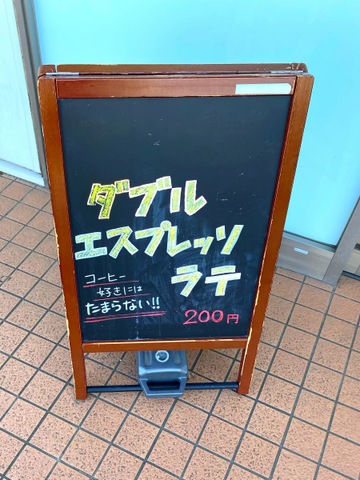 ダブル
エスプレッソ
ラテ
コーヒー
好きには
たまらない!!
200円